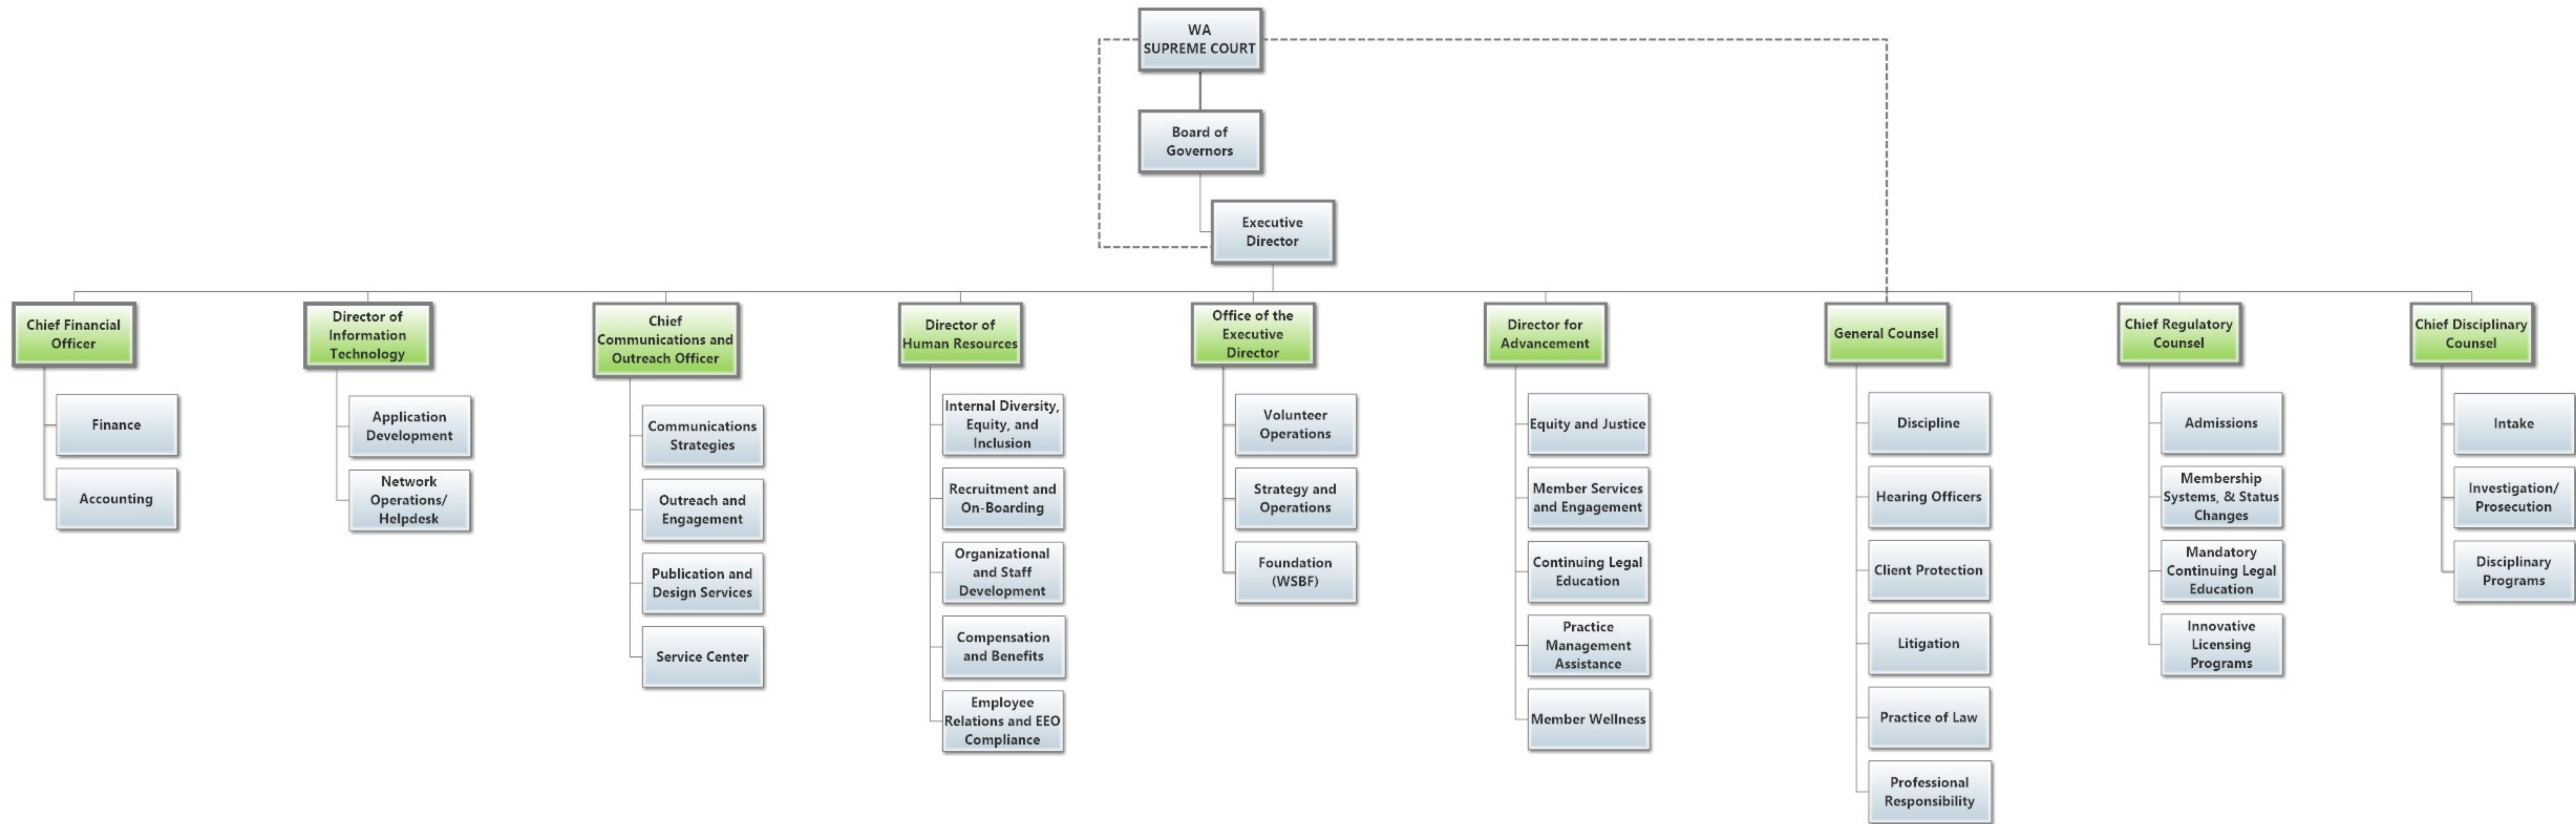 WA
SUPREME COURT
Board of
Governors
Executive
Director
Chief Financial
Officer
Finance
Accounting
Director of
Information
Technology
Application
Development
Network
Operations/
Helpdesk
Chief
Communications and
Outreach Officer
Communications
Strategies
Outreach and
Engagement
Publication and
Design Services
Service Center
Director of
Human Resources
Internal Diversity,
Equity, and
Inclusion
Recruitment and
On-Boarding
Organizational
and Staff
Development
Compensation
and Benefits
Employee
Relations and EEO
Compliance
Office of the
Executive
Director
Volunteer
Operations
Strategy and
Operations
Foundation
(WSBF)
Director for
Advancement
Equity and Justice
Member Services
and Engagement
Continuing Legal
Education
Practice
Management
Assistance
Member Wellness
General Counsel
Discipline
Hearing Officers
Client Protection
Litigation
Practice of Law
Professional
Responsibility
Chief Regulatory
Counsel
Admissions
Membership
Systems, & Status
Changes
Mandatory
Continuing Legal
Education
Innovative
Licensing
Programs
Chief Disciplinary
Counsel
Intake
Investigation/
Prosecution
Disciplinary
Programs